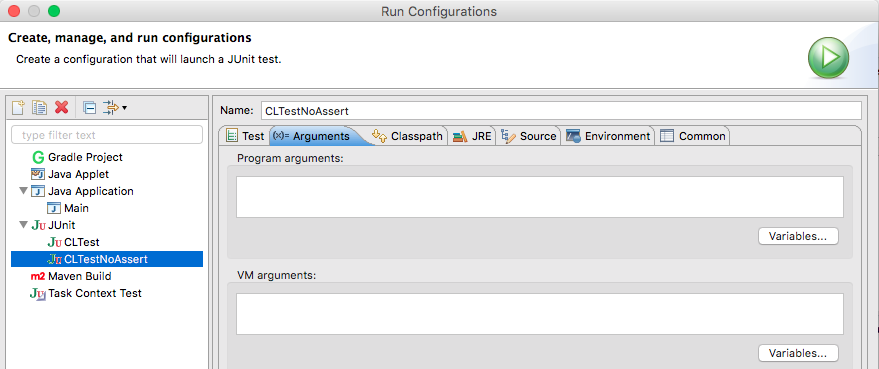 Run Configurations
Create, manage, and run configurations
Create a configuration that will launch a JUnit test.
type filter text
Gradle Project
Java Applet
Java Application
Main
JUnit
CLTest
CLTestNoAssert
Maven Build
Task Context Test
Name: CLTestNoAssert
Test (x)= Arguments Classpath JRE Source Environment Common
Program arguments:
Variables...
VM arguments:
Variables...